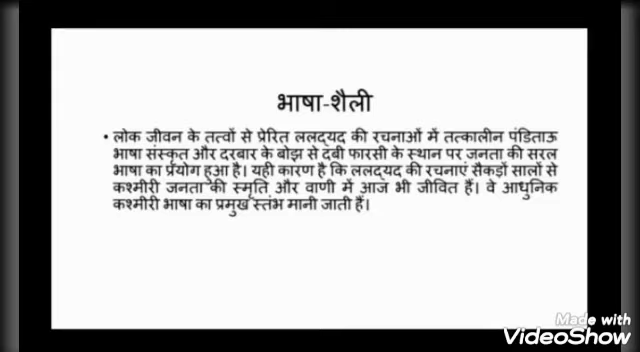 भाषा-शैली
• लोक जीवन के तत्वों से प्रेरित ललद्यद की रचनाओं में तत्कालीन पंडिताऊ
भाषा संस्कृत और दरबार के बोझ से दबी फारसी के स्थान पर जनता की सरल
भाषा का प्रयोग हुआ है। यही कारण है कि ललद्यद की रचनाएं सैकड़ों सालों से
कश्मीरी जनता की स्मृति और वाणी में आज भी जीवित हैं। वे आधुनिक
कश्मीरी भाषा का प्रमुख स्तंभ मानी जाती हैं।
Made with
VideoShow